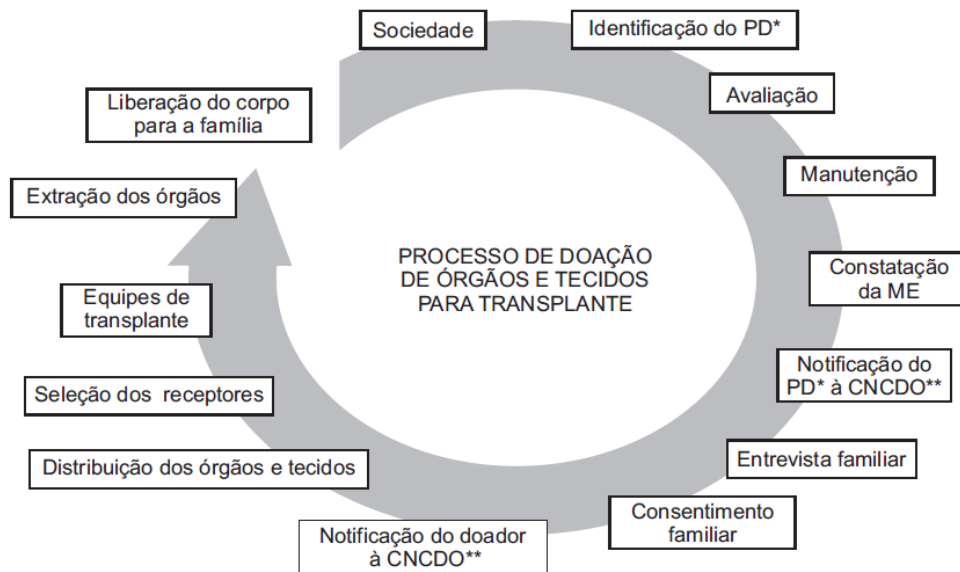 Sociedade
Identificação do PD*
Avaliação
Manutenção
Constatação
da ME
Notificação do
PD* à CNCDO**
Entrevista familiar
Consentimento
familiar
Notificação do doador
à CNCDO**
Distribuição dos órgãos e tecidos
Seleção dos receptores
Equipes de
transplante
Extração dos órgãos
Liberação do corpo
para a família
PROCESSO DE DOAÇÃO
DE ÓRGÃOS E TECIDOS
PARA TRANSPLANTE